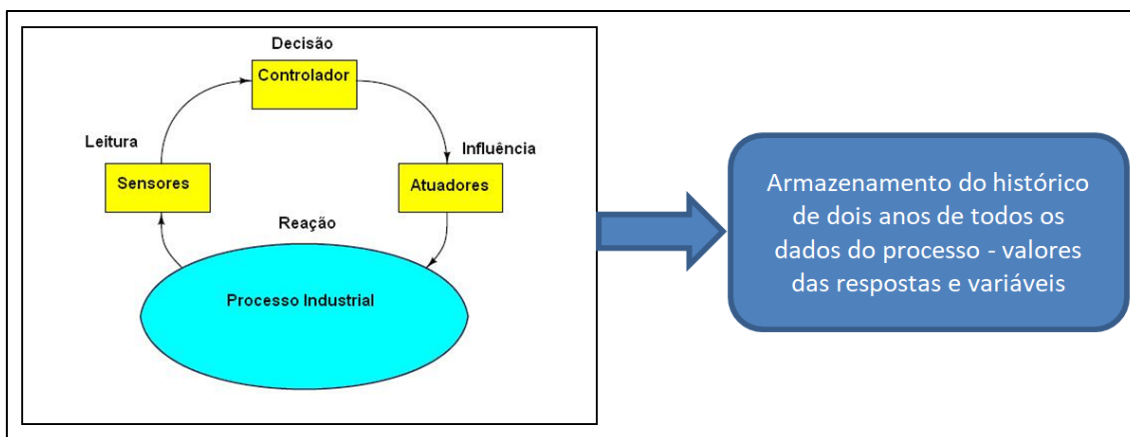 Decisão
Controlador
Leitura
Influência
Sensores
Atuadores
Reação
Processo Industrial
Armazenamento do histórico
de dois anos de todos os
dados do processo - valores
das respostas e variáveis